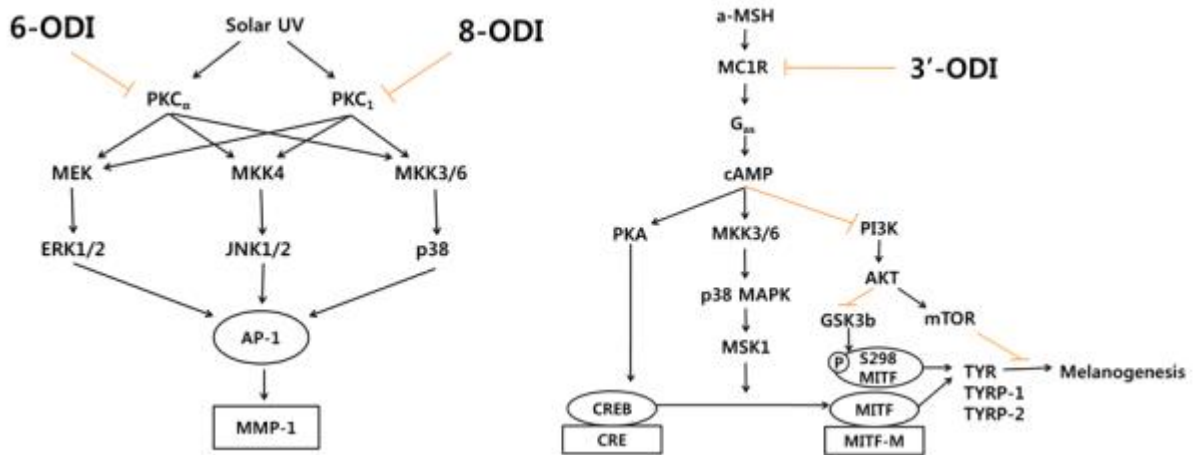 6-ODI
Solar UV
8-ODI
PKCα
PKC1
MEK
MKK4
MKK3/6
ERK1/2
JNK1/2
p38
AP-1
MMP-1
a-MSH
MC1R
3’-ODI
Gas
cAMP
PKA
MKK3/6
PI3K
p38 MAPK
AKT
GSK3b
mTOR
MSK1
P
S298
MITF
TYR
TYRP-1
TYRP-2
Melanogenesis
CREB
CRE
MITF
MITF-M